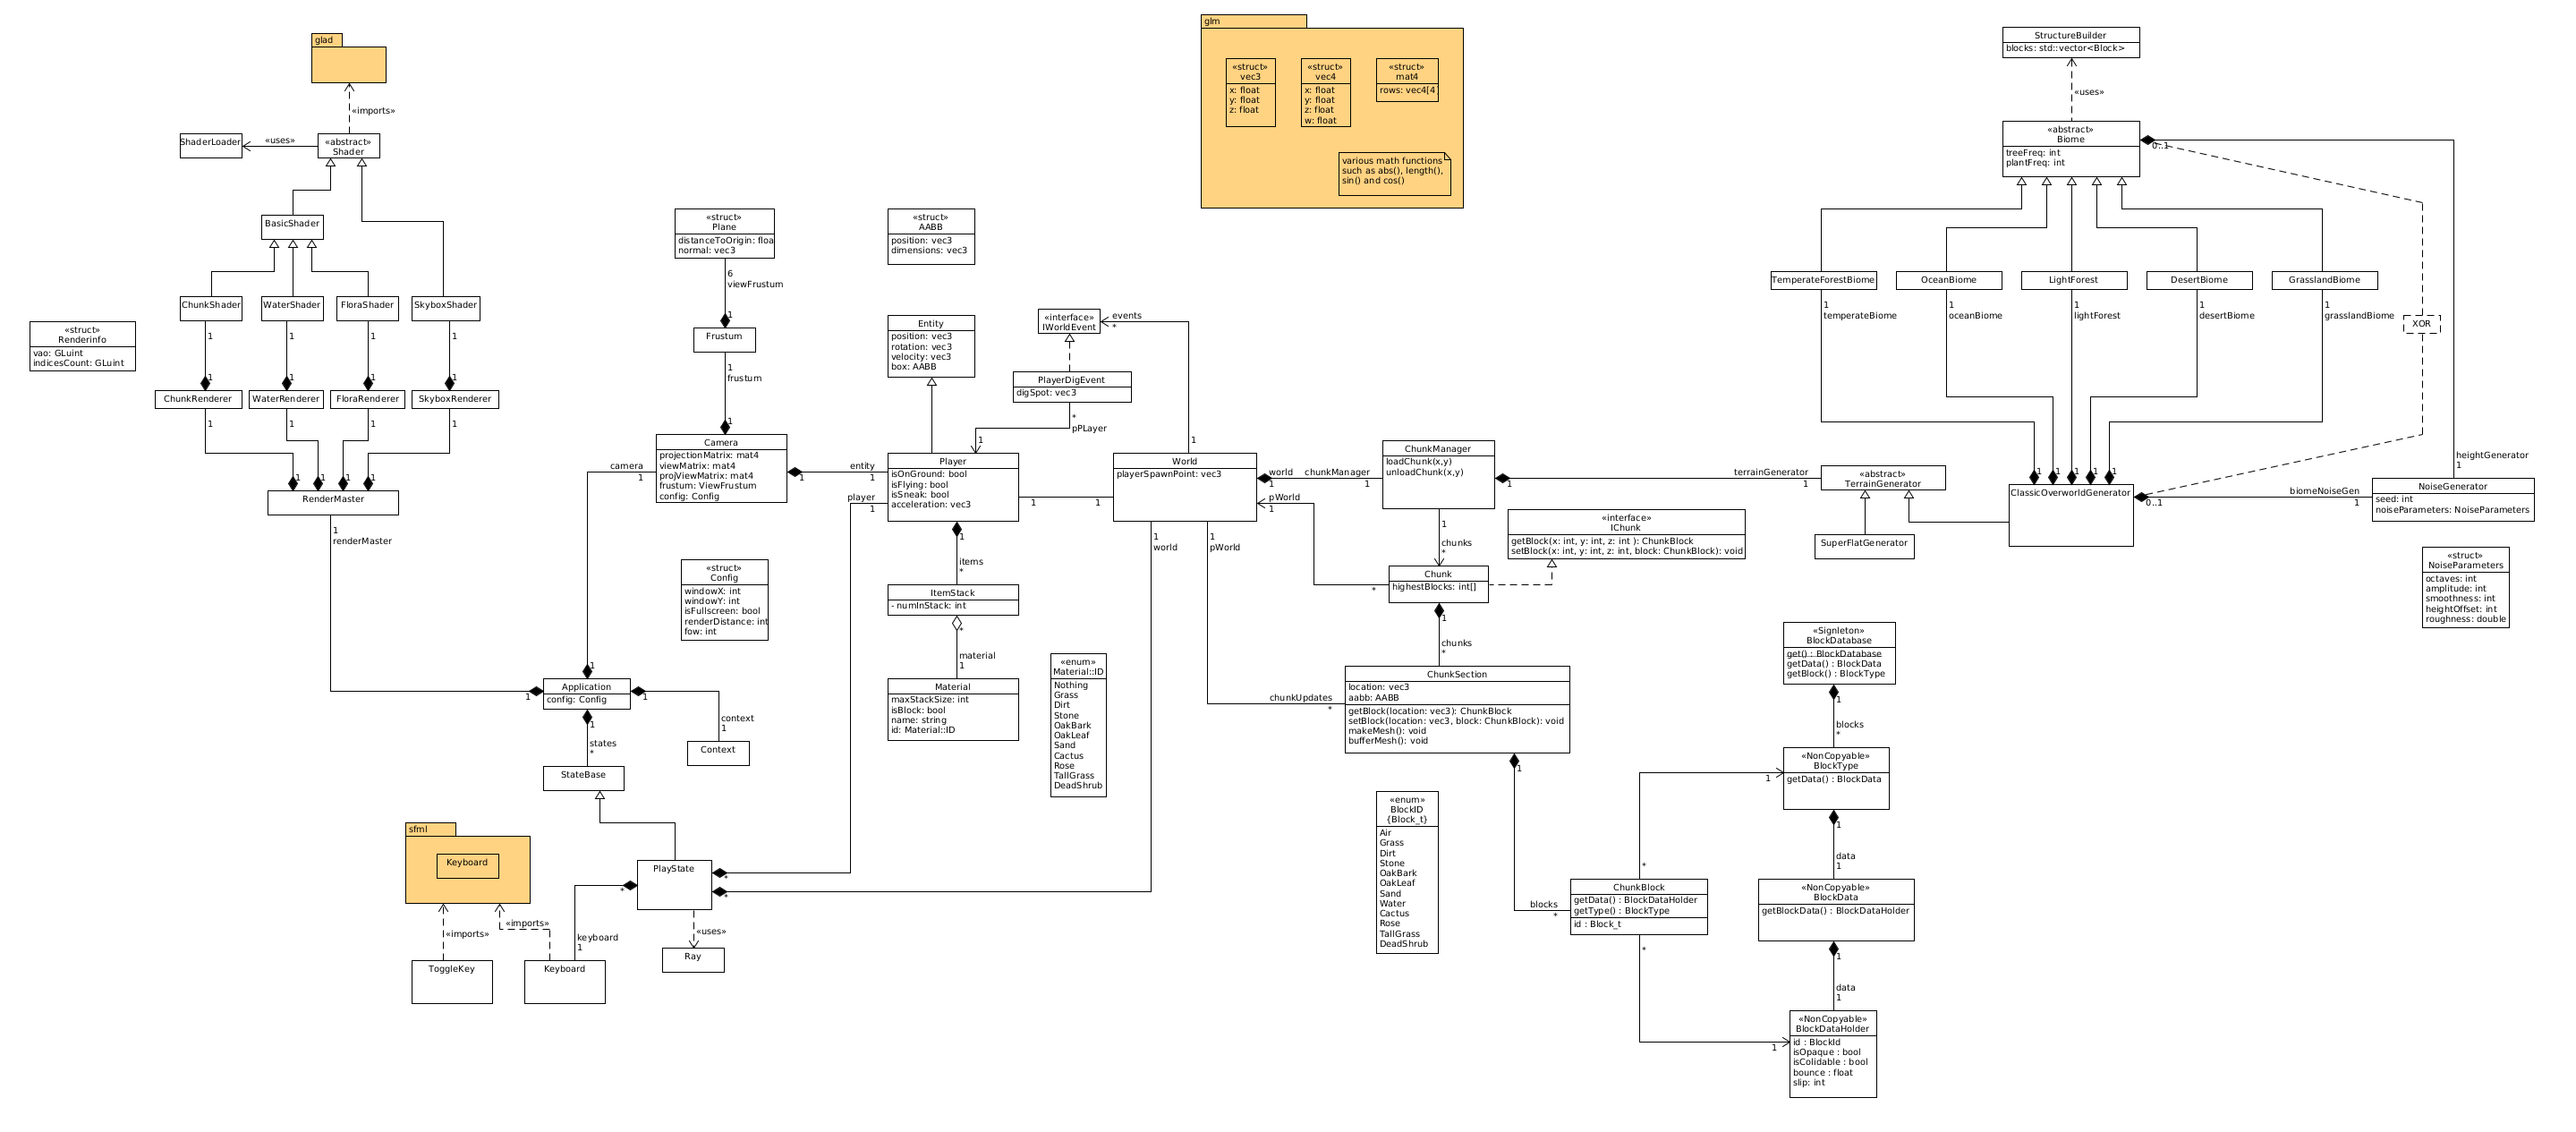 glad
«imports»
ShaderLoader
«uses»
«abstract»
Shader
BasicShader
ChunkShader
WaterShader
FloraShader
SkyboxShader
1
1
1
1
«struct»
Renderinfo
vao: GLuint
indicesCount: GLuint
1
1
1
1
ChunkRenderer
WaterRenderer
FloraRenderer
SkyboxRenderer
1
1
1
1
1
1
1
1
RenderMaster
1
renderMaster
«struct»
Plane
distanceToOrigin: floa
normal: vec3
6
viewFrustum
1
Frustum
1
frustum
1
Camera
projectionMatrix: mat4
viewMatrix: mat4
projViewMatrix: mat4
frustum: ViewFrustum
config: Config
camera
1
entity
1
1
«struct»
AABB
position: vec3
dimensions: vec3
Entity
position: vec3
rotation: vec3
velocity: vec3
box: AABB
«interface»
IWorldEvent
events
*
PlayerDigEvent
digSpot: vec3
*
pPLayer
1
1
Player
isOnGround: bool
isFlying: bool
isSneak: bool
acceleration: vec3
player
1
1
1
World
playerSpawnPoint: vec3
world
1
chunkManager
1
pWorld
1
1
world
1
pWorld
«struct»
Config
windowX: int
windowY: int
isFullscreen: bool
renderDistance: int
fow: int
1
items
*
ItemStack
- numInStack: int
*
material
1
Material
maxStackSize: int
isBlock: bool
name: string
id: Material::ID
«enum»
Material::ID
Nothing
Grass
Dirt
Stone
OakBark
OakLeaf
Sand
Cactus
Rose
TallGrass
DeadShrub
1
1
Application
config: Config
1
1
context
1
Context
1
states
*
StateBase
sfml
Keyboard
PlayState
*
*
*
«imports»
«imports»
keyboard
1
«uses»
ToggleKey
Keyboard
Ray
glm
«struct»
vec3
x: float
y: float
z: float
«struct»
vec4
x: float
y: float
z: float
w: float
«struct»
mat4
rows: vec4[4]
various math functions
such as abs(), length(),
sin() and cos()
ChunkManager
loadChunk(x,y)
unloadChunk(x,y)
1
terrainGenerator
1
1
chunks
*
«interface»
IChunk
getBlock(x: int, y: int, z: int ): ChunkBlock
setBlock(x: int, y: int, z: int, block: ChunkBlock): void
Chunk
highestBlocks: int[]
*
1
chunks
*
ChunkSection
location: vec3
aabb: AABB
getBlock(location: vec3): ChunkBlock
setBlock(location: vec3, block: ChunkBlock): void
makeMesh(): void
bufferMesh(): void
chunkUpdates
*
1
«enum»
BlockID
{Block_t}
Air
Grass
Dirt
Stone
OakBark
OakLeaf
Sand
Water
Cactus
Rose
TallGrass
DeadShrub
blocks
*
*
ChunkBlock
getData() : BlockDataHolder
getType() : BlockType
id : Block_t
*
«Signleton»
BlockDatabase
get() : BlockDatabase
getData() : BlockData
getBlock() : BlockType
1
blocks
*
«NonCopyable»
BlockType
getData() : BlockData
1
1
data
1
«NonCopyable»
BlockData
getBlockData() : BlockDataHolder
1
data
1
«NonCopyable»
BlockDataHolder
id : BlockId
isOpaque : bool
isColidable : bool
bounce : float
slip: int
1
StructureBuilder
blocks: std::vector<Block>
«uses»
«abstract»
Biome
treeFreq: int
plantFreq: int
0..1
TemperateForestBiome
OceanBiome
LightForest
DesertBiome
GrasslandBiome
1
temperateBiome
1
oceanBiome
1
lightForest
1
desertBiome
1
grasslandBiome
XOR
heightGenerator
1
1
1
1
1
1
«abstract»
TerrainGenerator
SuperFlatGenerator
ClassicOverworldGenerator
0..1
biomeNoiseGen
1
NoiseGenerator
seed: int
noiseParameters: NoiseParameters
«struct»
NoiseParameters
octaves: int
amplitude: int
smoothness: int
heightOffset: int
roughness: double